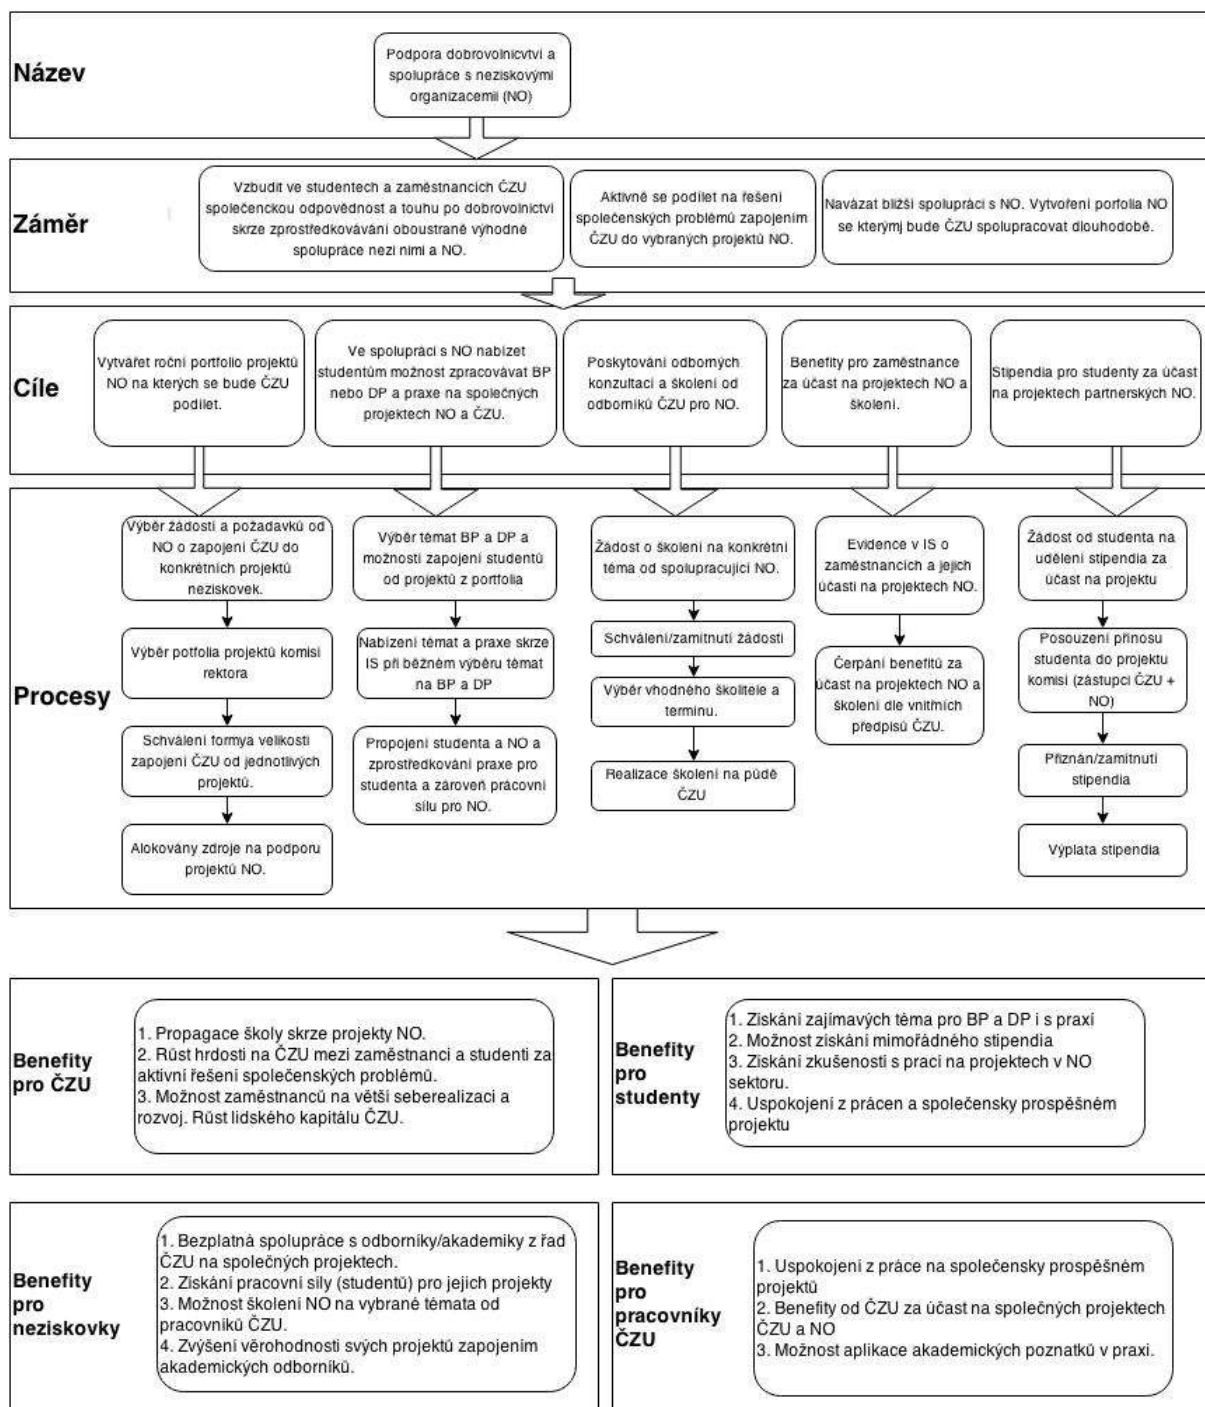 Název
Podpora dobrovolnicvtví a
spolupráce s neziskovými
organizacemii (NO)
Záměr
Vzbudit ve studentech a zaměstnancích ČZU
společenckou odpovědnost a touhu po dobrovolnictví
skrze zprostředkovávání oboustraně výhodné
spolupráce nezi nimi a NO.
Aktivně se podílet na řešení
společenských problémů zapojením
ČZU do vybraných projektů NO.
Navázat bližší spolupráci s NO. Vytvoření porfolia NO
se kterýmj bude ČZU spolupracovat dlouhodobě.
Cíle
Vytvářet roční portfolio projektů
NO na kterých se bude ČZU
podílet.
Ve spolupráci s NO nabízet
studentům možnost zpracovávat BP
nebo DP a praxe na společných
projektech NO a ČZU.
Poskytování odborných
konzultací a školení od
odborníků ČZU pro NO.
Benefity pro zaměstnance
za účast na projektech NO a
školení.
Stipendia pro studenty za účast
na projektech partnerských NO.
Procesy
Výběr žádostí a požadavků od
NO o zapojení ČZU do
konkrétních projektů
neziskovek.
Výběr potfolia projektů komisí
rektora
Schválení formya velikosti
zapojení ČZU od jednotlivých
projektů.
Alokovány zdroje na podporu
projektů NO.
Výběr témat BP a DP a
možností zapojení studentů
od projektů z portfolia
Nabízení témat a praxe skrze
IS při běžném výběru témat
na BP a DP
Propojení studenta a NO a
zprostředkování praxe pro
studenta a zároveň prácovní
sílu pro NO.
Žádost o školení na konkrétní
téma od spolupracující NO.
Schválení/zamítnutí žádosti
Výběr vhodného školitele a
termínu.
Realizace školení na půdě
ČZU
Evidence v IS o
zaměstnancích a jejich
účasti na projektech NO.
Čerpání benefitů za
účast na projektech NO a
školení dle vnitřních
předpisů ČZU.
Žádost od studenta na
udělení stipendia za
účast na projektu
Posouzení přínosu
studenta do projektu
komisí (zástupci ČZU +
NO)
Přiznán/zamítnutí
stipendia
Výplata stipendia
Benefity
pro ČZU
1. Propagace školy skrze projekty NO.
2. Růst hrdosti na ČZU mezi zaměstnanci a studenti za
aktivní řešení společenských problémů.
3. Možnost zaměstnanců na větší seberealizaci a
rozvoj. Růst lidského kapitálu ČZU.
Benefity
pro
studenty
1. Získání zajímavých téma pro BP a DP i s praxí
2. Možnost získání mimořádného stipendia
3. Získání zkušenosti s prací na projektech v NO
sektoru.
4. Uspokojení z prácen a společensky prospěšném
projektu
Benefity
pro
neziskovky
1. Bezplatná spolupráce s odborníky/akademiky z řad
ČZU na společných projektech.
2. Získání pracovní síly (studentů) pro jejich projekty
3. Možnost školení NO na vybrané témata od
pracovníků ČZU.
4. Zvýšení věrohodnosti svých projektů zapojením
akademických odborníků.
Benefity
pro
pracovníky
ČZU
1. Uspokojení z práce na společensky prospěšném
projektů
2. Benefity od ČZU za účast na společných projektech
ČZU a NO
3. Možnost aplikace akademických poznatků v praxi.